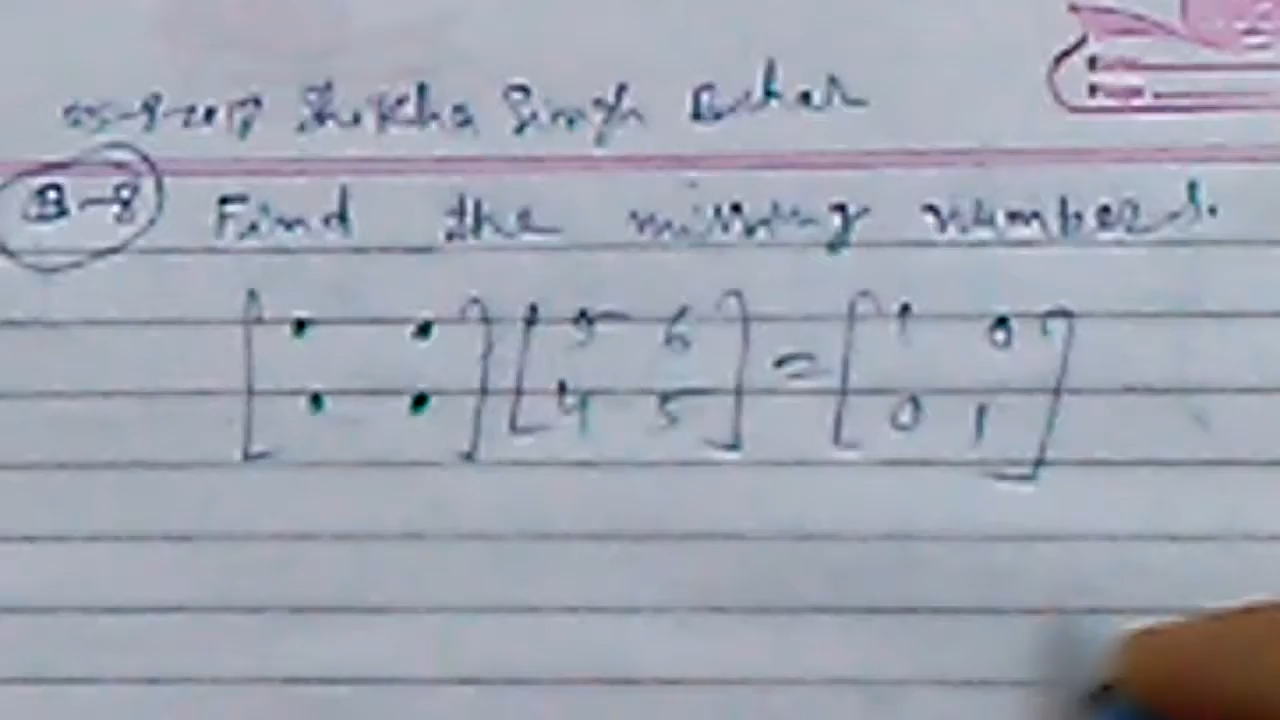 Shikha Singh Bihar
B-8 Find the missing numbers.
[. .][5 6] = [1 0]
[. .][4 5] [0 1]